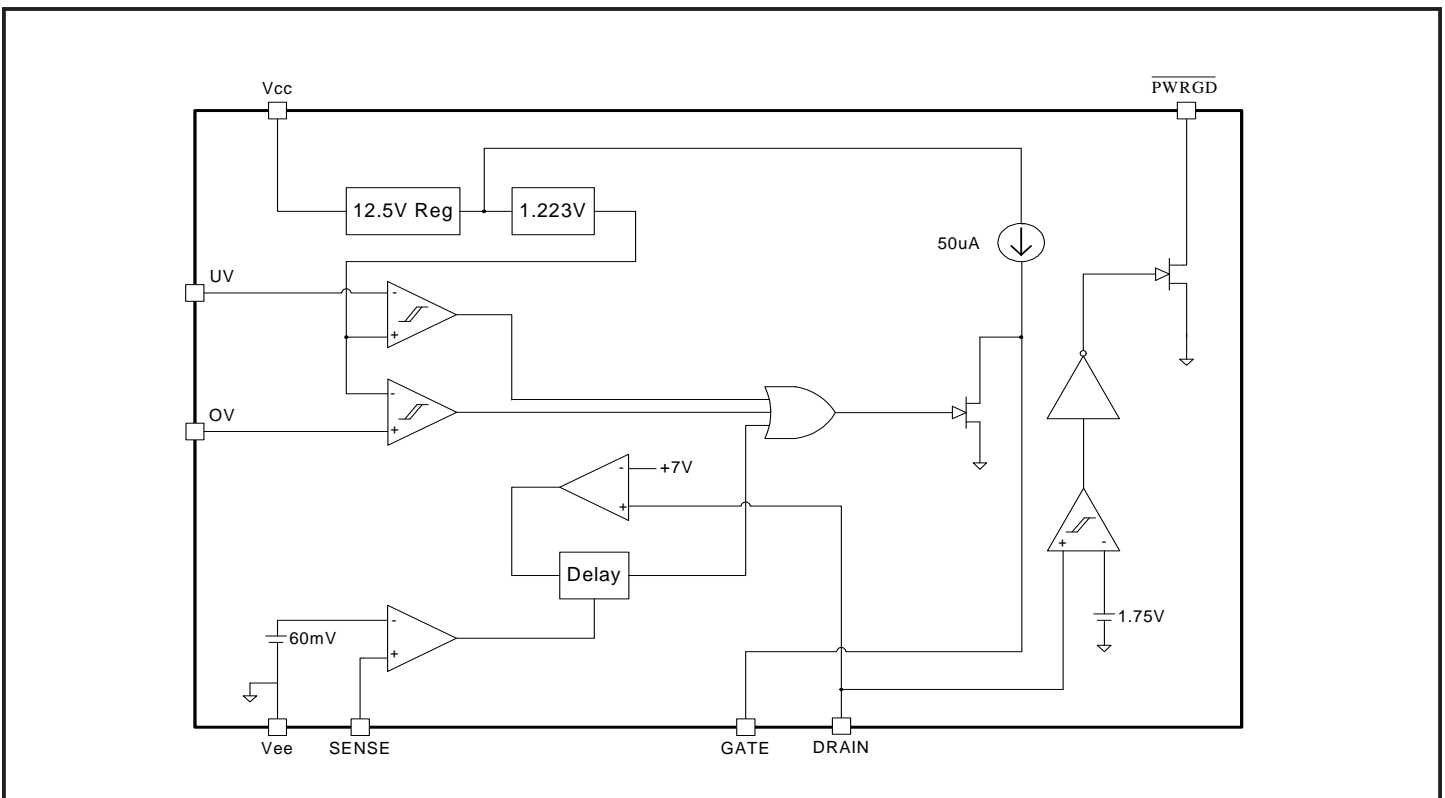 Vcc
PWRGD
12.5V Reg
1.223V
50uA
UV
-
+
-
OV
+
- +7V
+
Delay
+ -
1.75V
60mV
-
+
Vee
SENSE
GATE
DRAIN